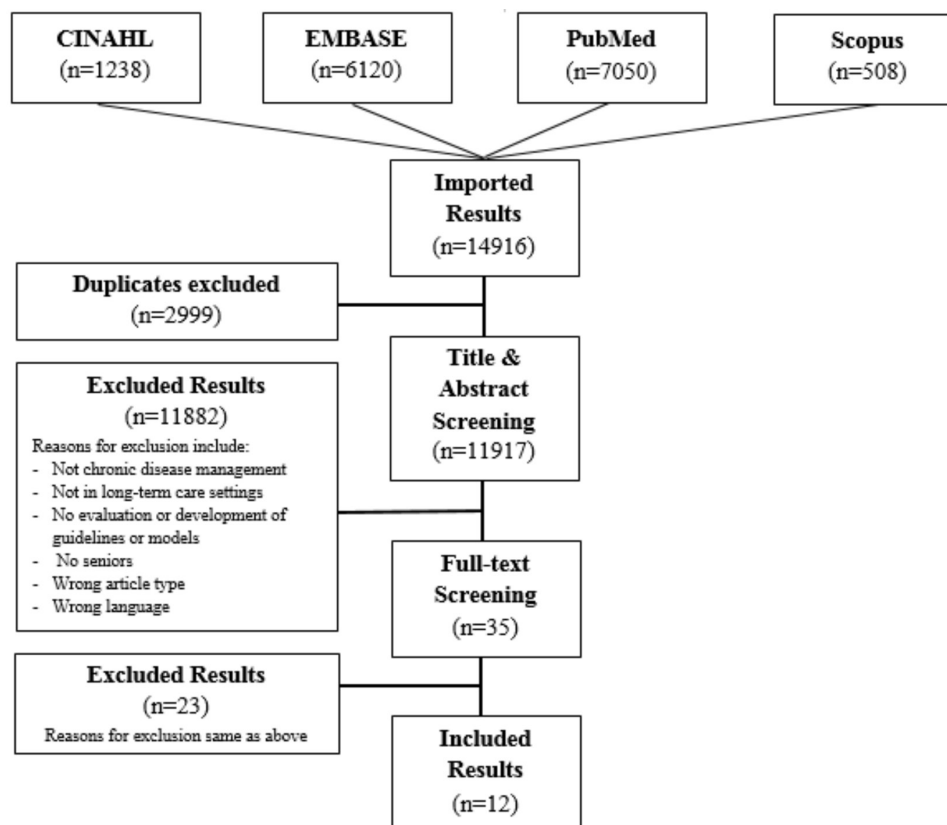 CINAHL
(n=1238)
EMBASE
(n=6120)
PubMed
(n=7050)
Scopus
(n=508)
Imported
Results
(n=14916)
Duplicates excluded
(n=2999)
Title &
Abstract
Screening
(n=11917)
Excluded Results
(n=11882)
Reasons for exclusion include:
- Not chronic disease management
- Not in long-term care settings
- No evaluation or development of
guidelines or models
- No seniors
- Wrong article type
- Wrong language
Full-text
Screening
(n=35)
Excluded Results
(n=23)
Reasons for exclusion same as above
Included
Results
(n=12)